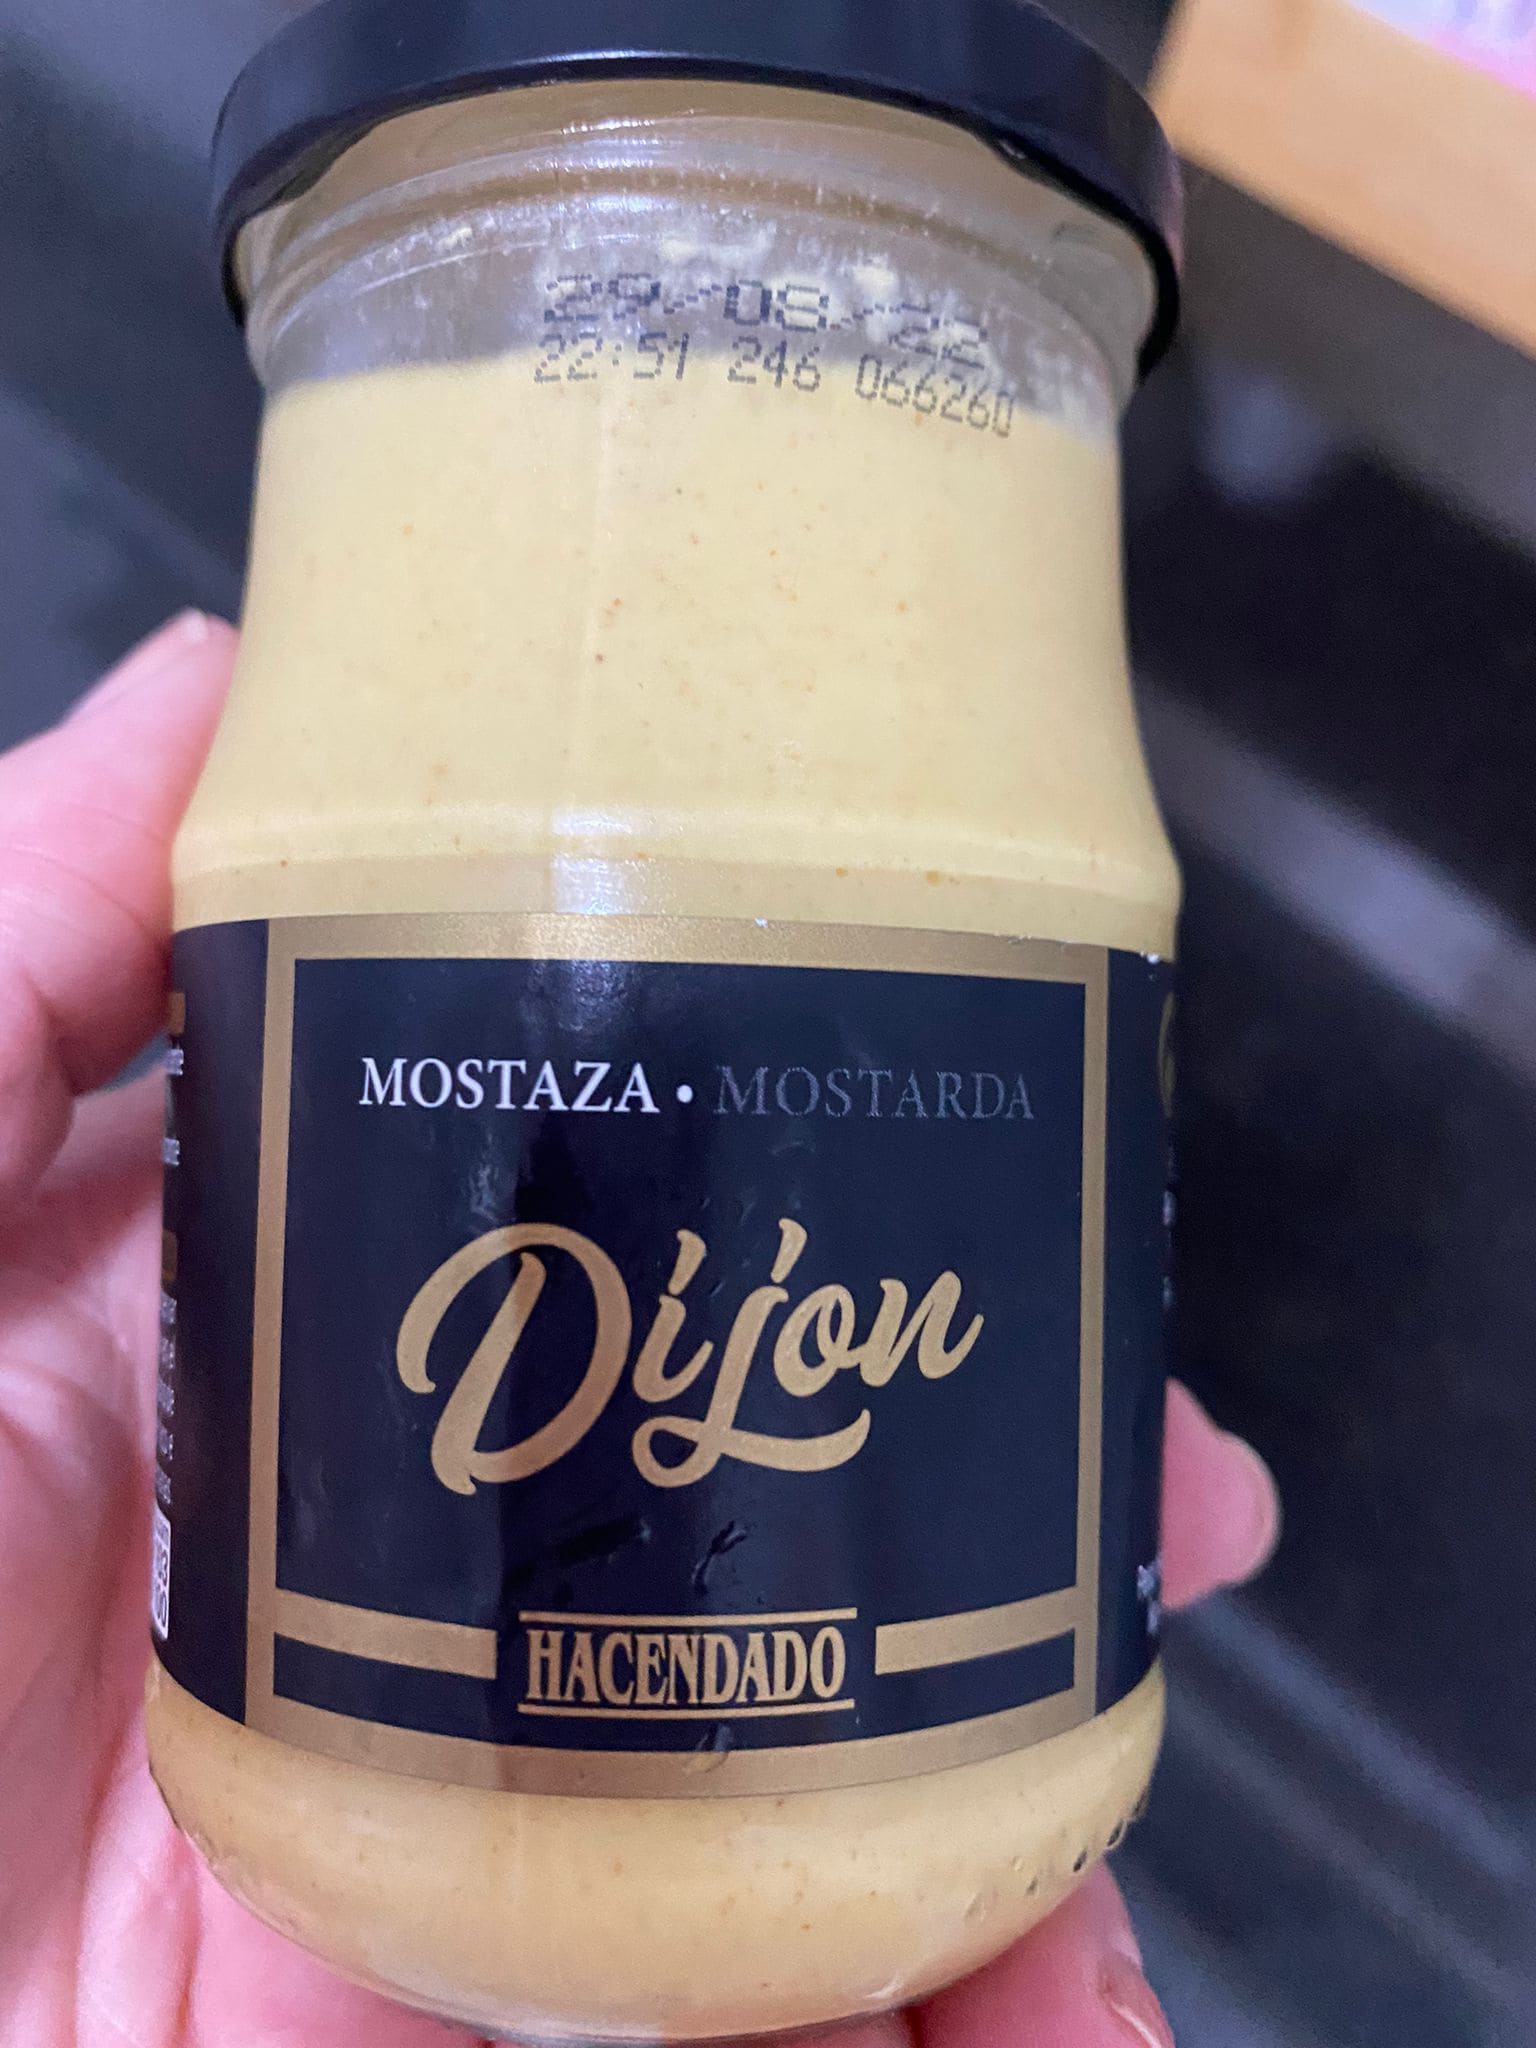 29/08/22
22:51 246 066260
MOSTAZA • MOSTARDA
Dijon
HACENDADO